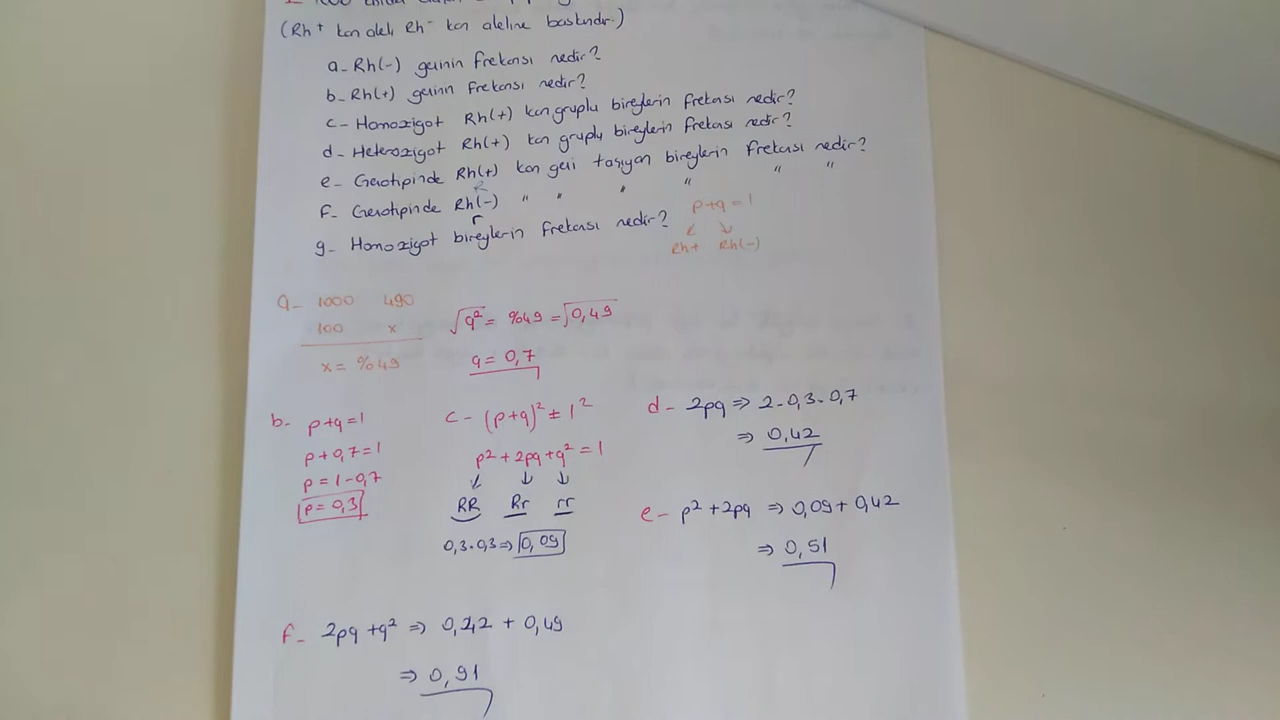 (Rh+ kan aleli Rh- kan aleline baskındır.)
a- Rh(-) geninin frekansı nedir?
b- Rh(+) geninin frekansı nedir?
c- Homozigot Rh(+) kan gruplu bireylerin frekansı nedir?
d- Heterozigot Rh(+) kan gruplu bireylerin frekansı nedir?
e- Genotipinde Rh(+) kan geni taşıyan bireylerin frekansı nedir?
R
f- Genotipinde Rh(-) " " " " " "
r
g- Homozigot bireylerin frekansı nedir?
p+q=1
Rh+ Rh(-)
a- 1000 490
100 x
x = %49
√q² = %49 = √0,49
q = 0,7
b- p+q=1
p+0,7=1
p=1-0,7
p=0,3
c- (p+q)² = 1²
p² + 2pq + q² = 1
RR Rr rr
0,3.0,3 ⇒ 0,09
d- 2pq ⇒ 2.0,3.0,7
⇒ 0,42
e- p²+2pq ⇒ 0,09 + 0,42
⇒ 0,51
f- 2pq + q² ⇒ 0,42 + 0,49
⇒ 0,91